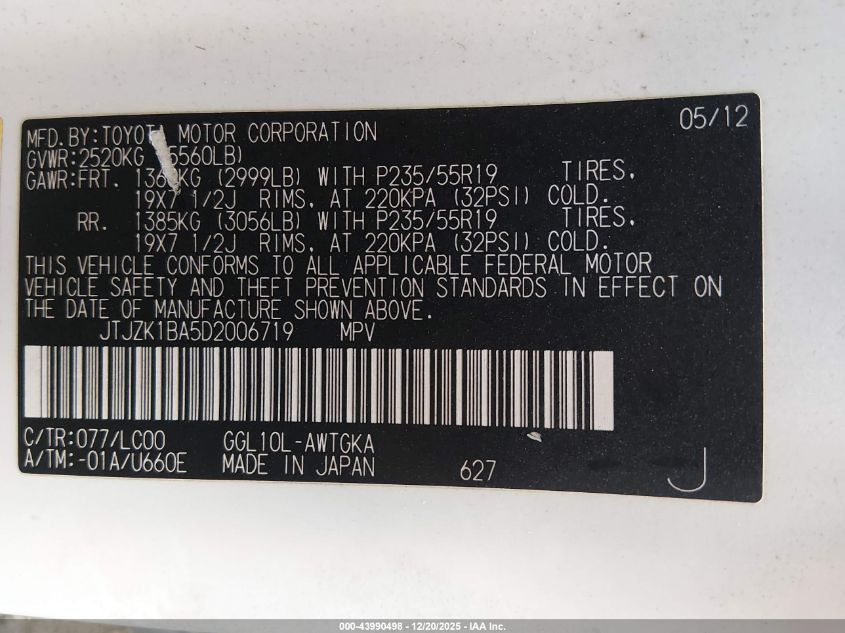 05/12
MFD. BY: TOYOTA MOTOR CORPORATION
GVWR: 2520KG (5560LB)
GAWR: FRT. KG (2999LB) WITH P235/55R19 TIRES,
19X7 1/2J RIMS, AT 220KPA (32PSI) COLD.
RR. 1385KG (3056LB) WITH P235/55R19 TIRES,
19X7 1/2J RIMS, AT 220KPA (32PSI) COLD.
THIS VEHICLE CONFORMS TO ALL APPLICABLE FEDERAL MOTOR
VEHICLE SAFETY AND THEFT PREVENTION STANDARDS IN EFFECT ON
THE DATE OF MANUFACTURE SHOWN ABOVE.
JTJZK1BA5D2006719 MPV
C/TR: 077/LC00 GGL10L-AWTGKA
A/TM: -01A/U660E MADE IN JAPAN 627 J
000-43990498 - 12/20/2025 - IAA Inc.